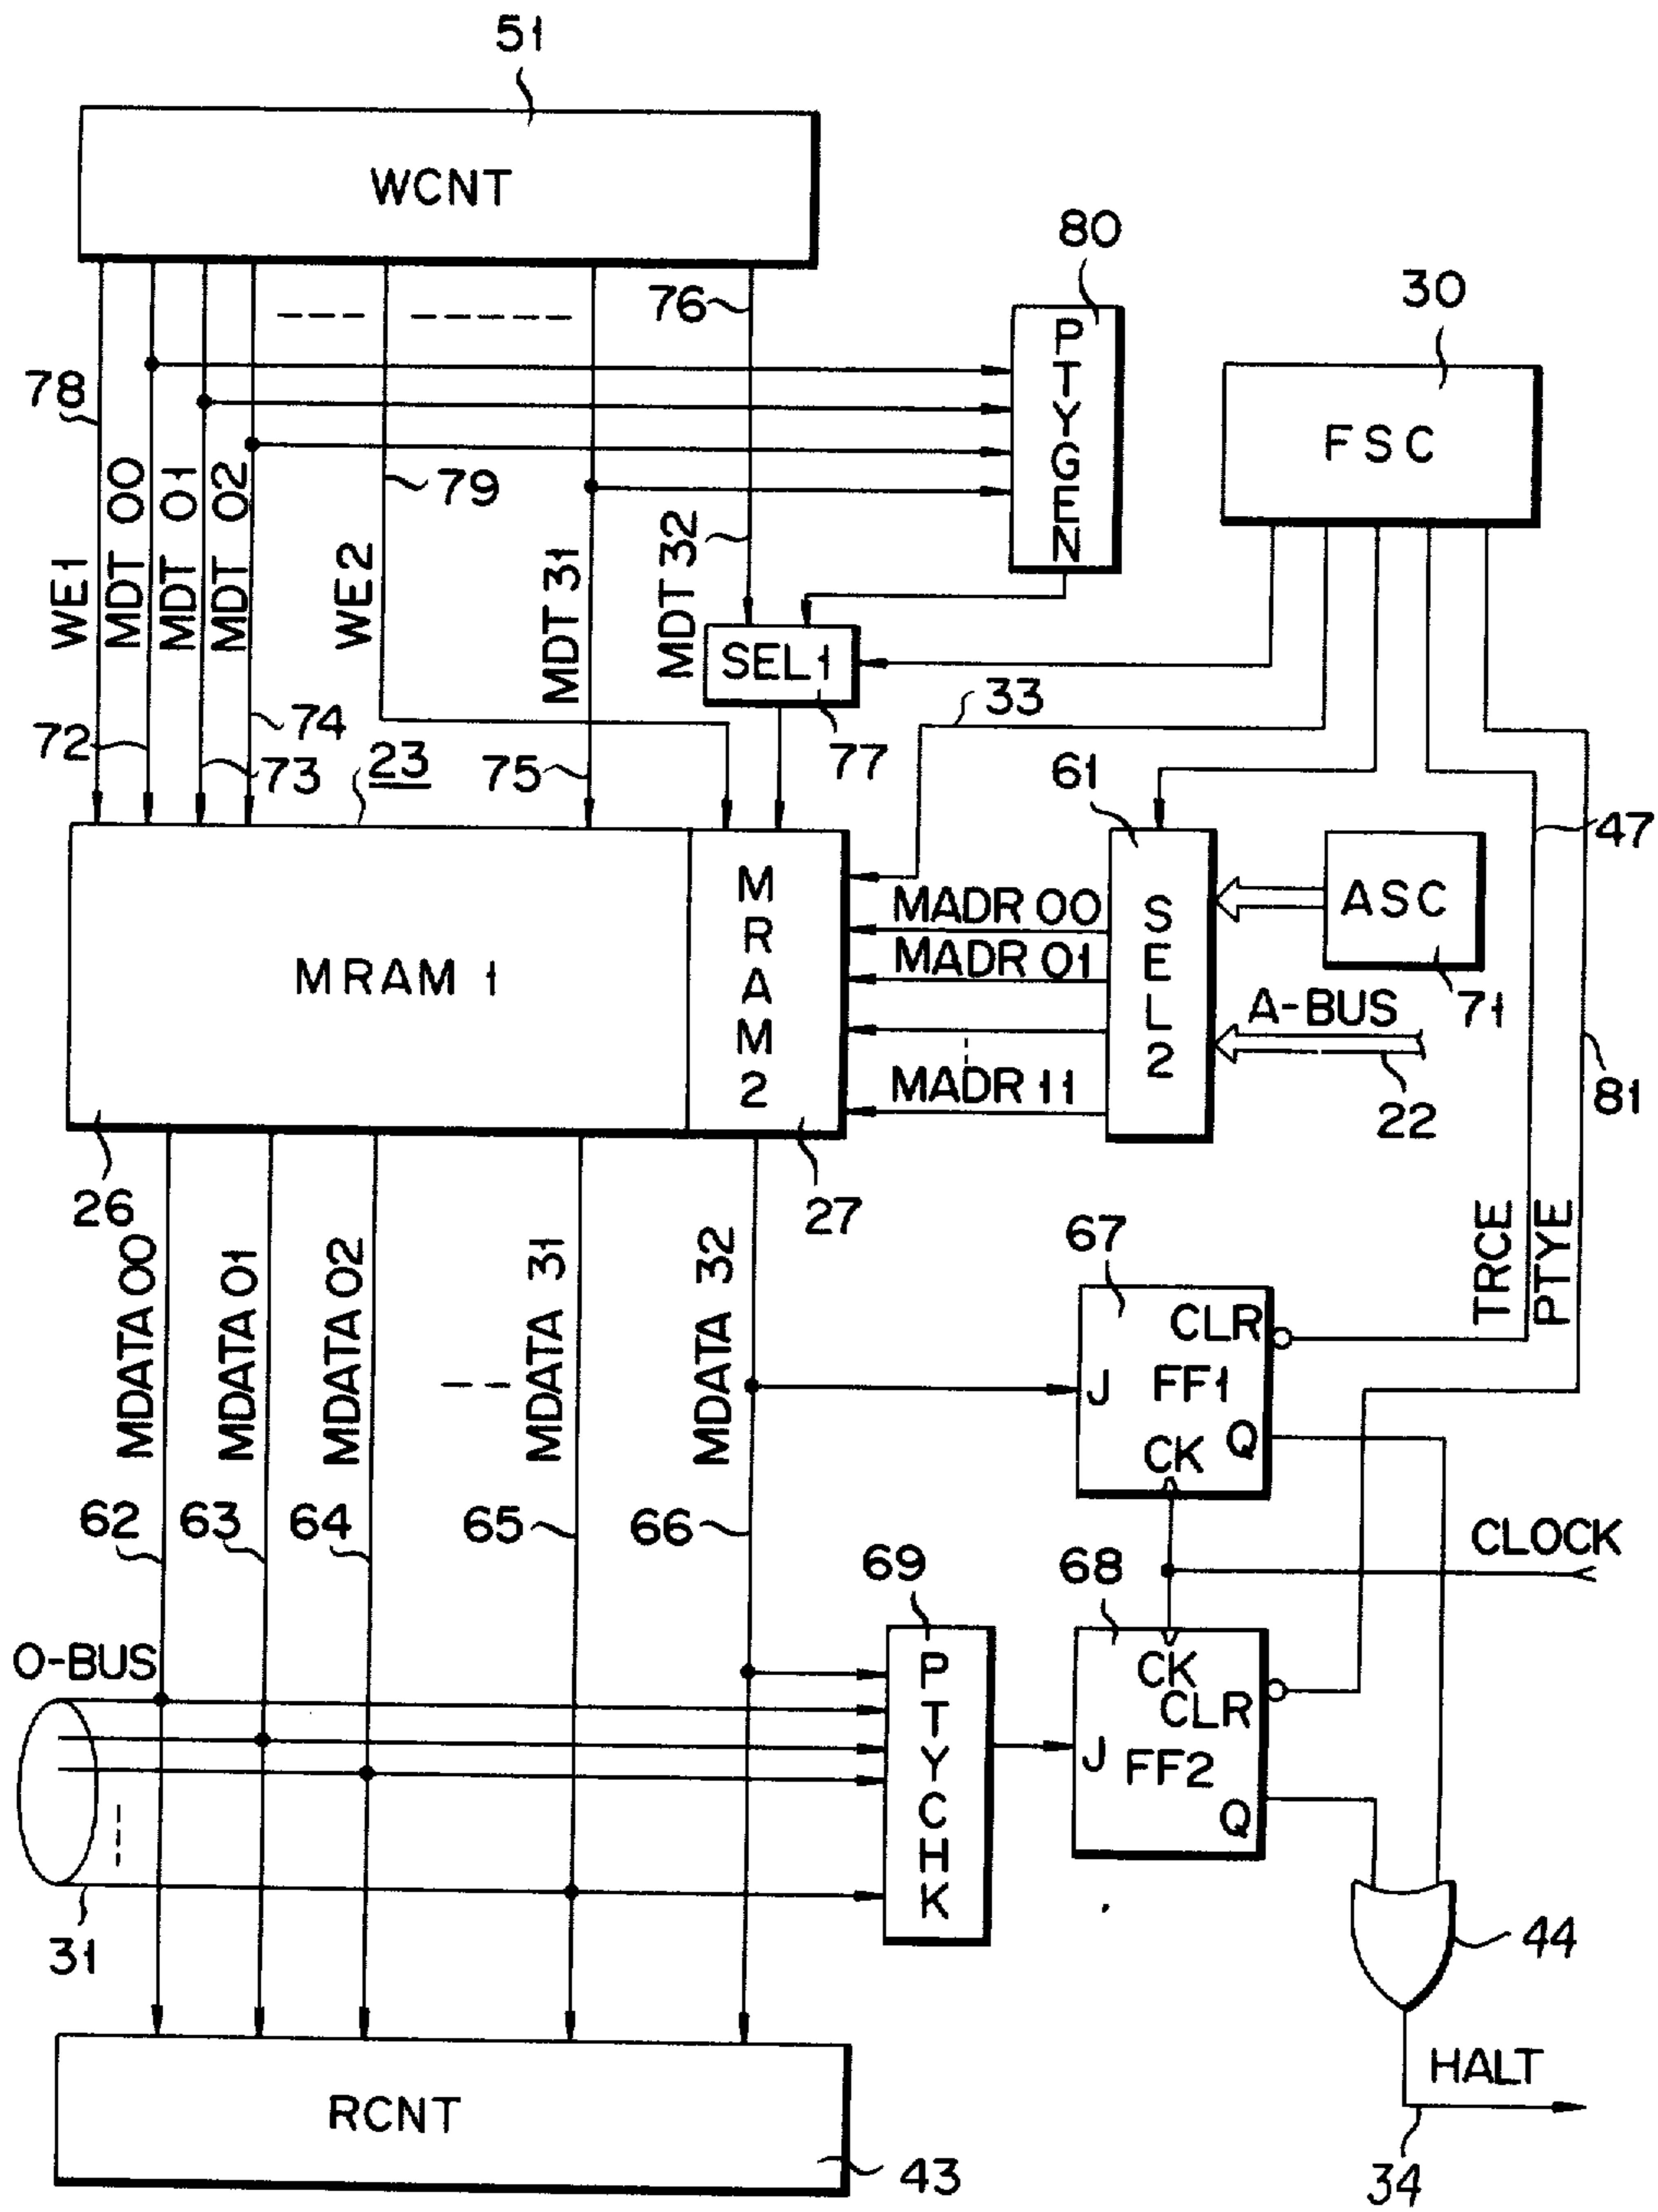 51
WCNT
80
PTYGEN
30
FSC
76
78
79
WE1
MDT 00
MDT 01
MDT 02
WE2
MDT 31
MDT 32
SEL1
77
33
72
73
74
23
75
61
47
ASC
71
MRAM 1
MRAM2
MADR 00
MADR 01
MADR 11
SEL2
A-BUS
22
81
26
27
TRCE
PTYE
MDATA 00
MDATA 01
MDATA 02
MDATA 31
MDATA 32
67
CLR
J FF1
CK Q
62
63
64
65
66
CLOCK
69
68
O-BUS
PTYCHK
CK
CLR
J FF2
Q
31
44
RCNT
43
HALT
34